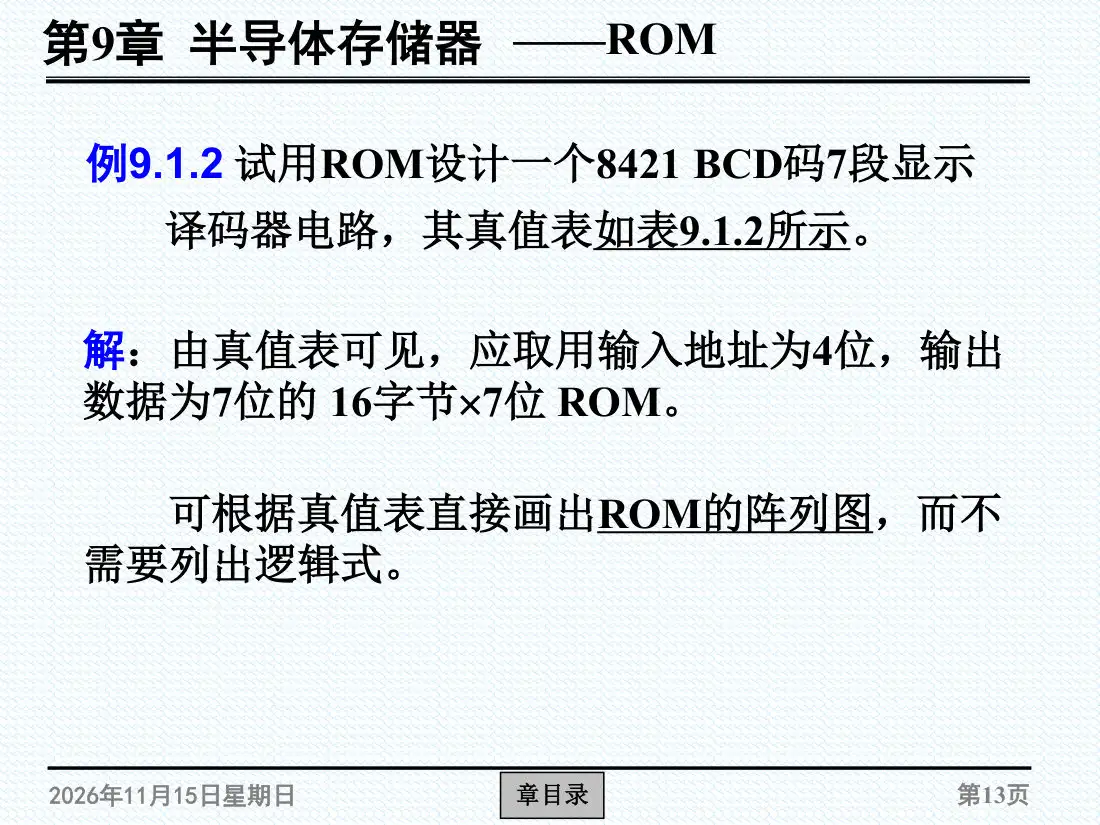 第9章 半导体存储器 ——ROM
例9.1.2 试用ROM设计一个8421 BCD码7段显示
译码器电路，其真值表如表9.1.2所示。
解：由真值表可见，应取用输入地址为4位，输出
数据为7位的 16字节×7位 ROM。
可根据真值表直接画出ROM的阵列图，而不
需要列出逻辑式。
2026年11月15日星期日
章目录
第13页